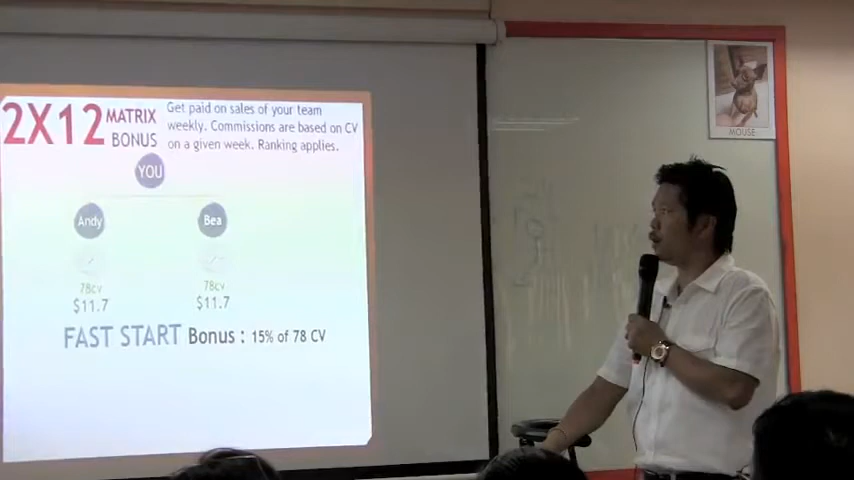 2X12 MATRIX BONUS
Get paid on sales of your team
weekly. Commissions are based on CV
on a given week. Ranking applies.
YOU
Andy Bea
78cv 78cv
$11.7 $11.7
FAST START Bonus : 15% of 78 CV
MOUSE